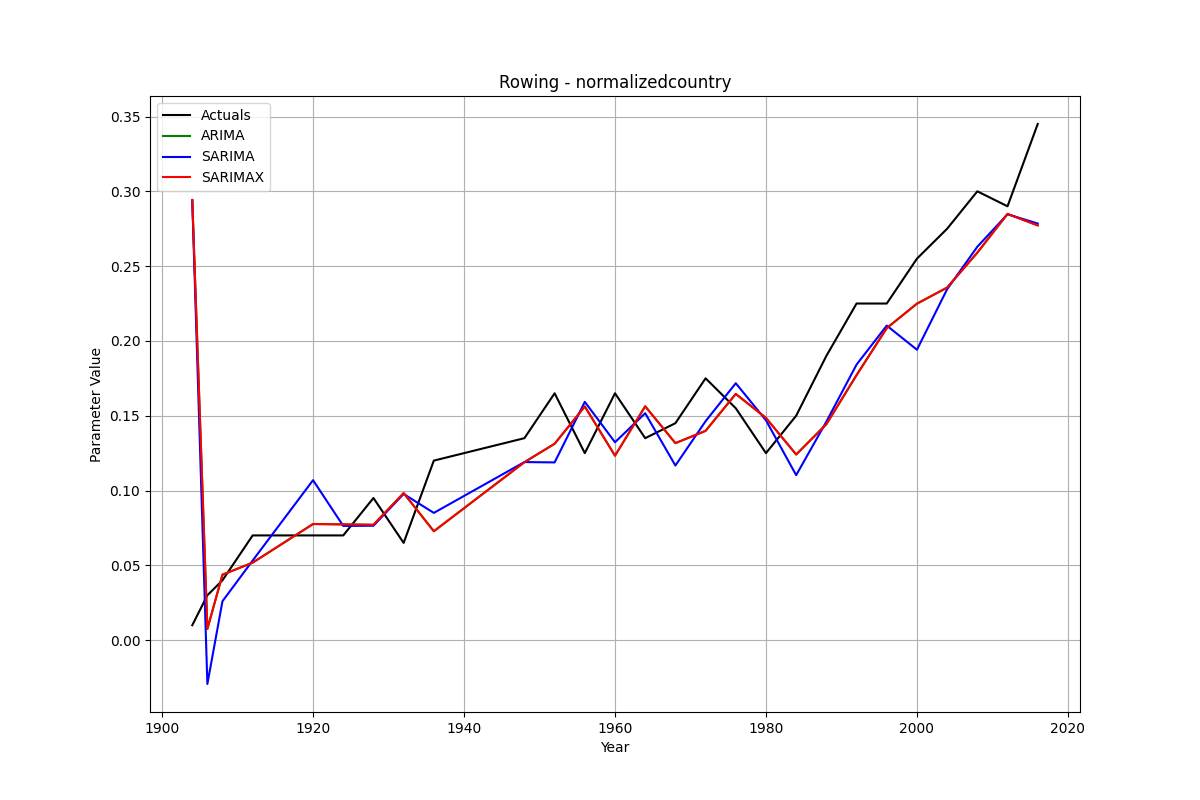 Rowing - normalizedcountry
Actuals
ARIMA
SARIMA
SARIMAX
0.35
0.30
0.25
0.20
0.15
0.10
0.05
0.00
Parameter Value
1900 1920 1940 1960 1980 2000 2020
Year